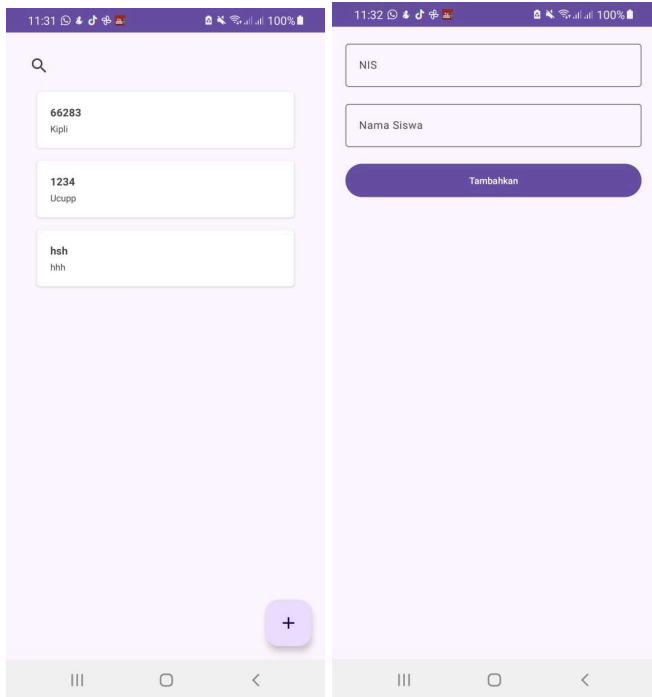 11:31 100%
66283
Kipli
1234
Ucupp
hsh
hhh
11:32 100%
NIS
Nama Siswa
Tambahkan